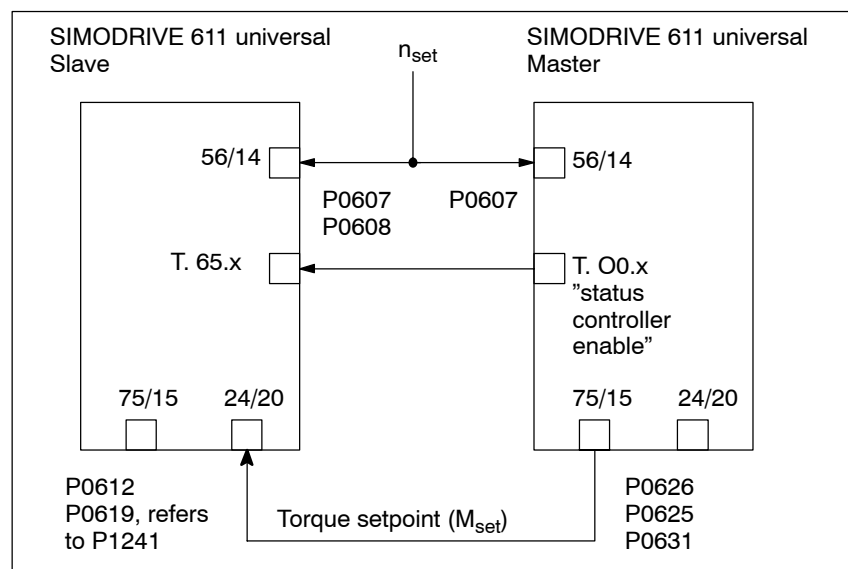 SIMODRIVE 611 universal
Slave
n_set
SIMODRIVE 611 universal
Master
56/14
56/14
P0607
P0608
P0607
T. 65.x
T. O0.x
”status
controller
enable”
75/15
24/20
75/15
24/20
P0612
P0619, refers
to P1241
Torque setpoint (M_set)
P0626
P0625
P0631